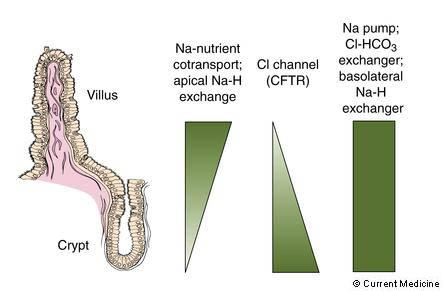 Na-nutrient
cotransport;
apical Na-H
exchange
Cl channel
(CFTR)
Na pump;
Cl-HCO₃
exchanger;
basolateral
Na-H
exchanger
Villus
Crypt
© Current Medicine